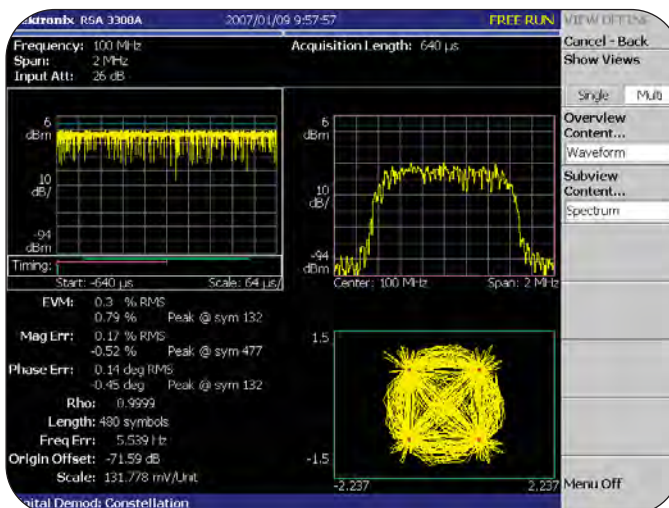 ektronix RSA 3308A 2007/01/09 9:57:57 FREE RUN
Frequency: 100 MHz
Span: 2 MHz
Input Att: 26 dB
Acquisition Length: 640 µs
Cancel - Back
Show Views
Single Multi
Overview
Content...
Waveform
Subview
Content...
Spectrum
Menu Off
6
dBm
10
dB/
-94
dBm
Timing:
Start: -640 µs Scale: 64 µs/
6
dBm
10
dB/
-94
dBm
Center: 100 MHz Span: 2 MHz
EVM: 0.3 % RMS
0.79 % Peak @ sym 132
Mag Err: 0.17 % RMS
-0.52 % Peak @ sym 477
Phase Err: 0.14 deg RMS
-0.45 deg Peak @ sym 132
Rho: 0.9999
Length: 480 symbols
Freq Err: 5.539 Hz
Origin Offset: -71.59 dB
Scale: 131.778 mV/Unit
1.5
-1.5
-2.237 2.237
ital Demod: Constellation